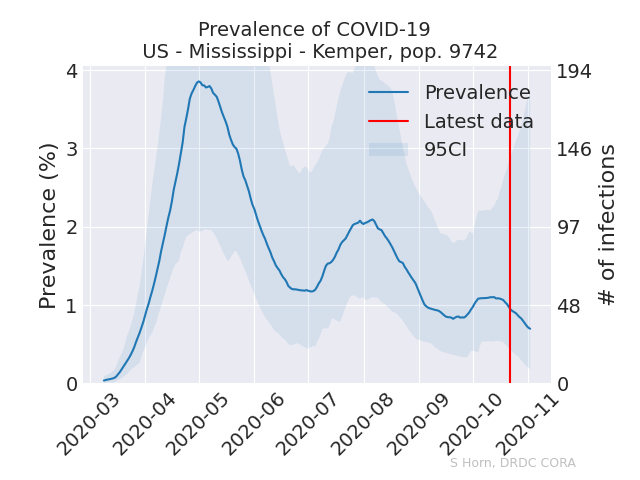 Prevalence of COVID-19
US - Mississippi - Kemper, pop. 9742
Prevalence (%)
4
3
2
1
0
194
146
97
48
0
# of infections
Prevalence
Latest data
95CI
2020-03
2020-04
2020-05
2020-06
2020-07
2020-08
2020-09
2020-10
2020-11
S Horn, DRDC CORA